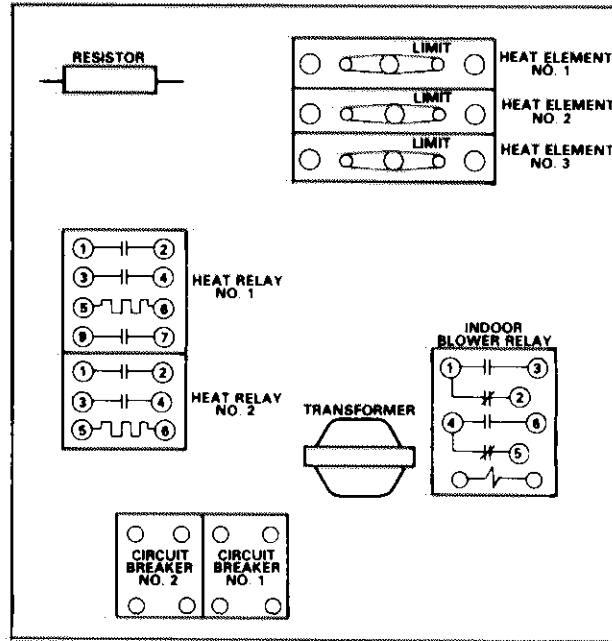 RESISTOR
LIMIT
HEAT ELEMENT
NO. 1
LIMIT
HEAT ELEMENT
NO. 2
LIMIT
HEAT ELEMENT
NO. 3
1 2
3 4
5 6
9 7
HEAT RELAY
NO. 1
1 2
3 4
5 6
HEAT RELAY
NO. 2
TRANSFORMER
INDOOR
BLOWER RELAY
1 3
2
4 6
5
CIRCUIT
BREAKER
NO. 2
CIRCUIT
BREAKER
NO. 1